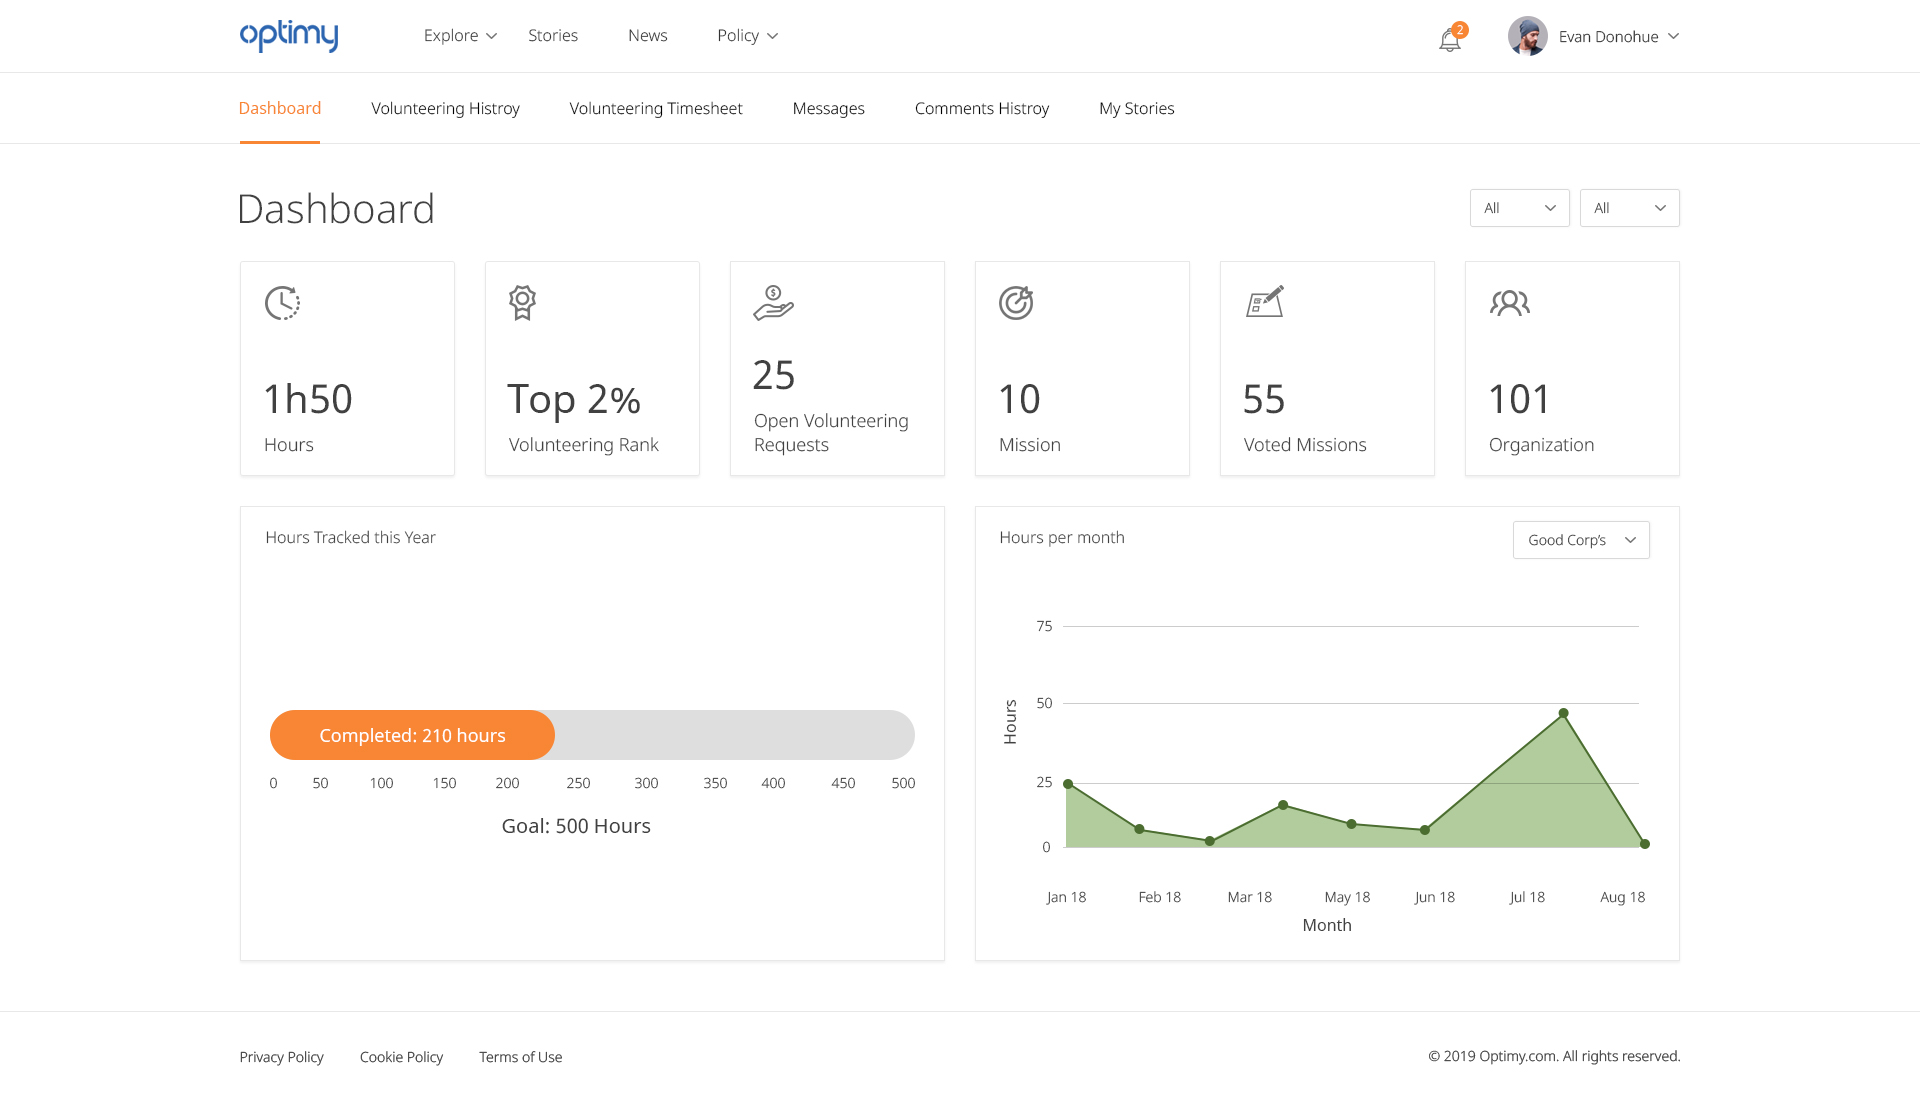 optimy
Explore
Stories
News
Policy
2
Evan Donohue
Dashboard
Volunteering Histroy
Volunteering Timesheet
Messages
Comments Histroy
My Stories
Dashboard
All
All
1h50
Hours
Top 2%
Volunteering Rank
$
25
Open Volunteering
Requests
10
Mission
55
Voted Missions
101
Organization
Hours Tracked this Year
Completed: 210 hours
0 50 100 150 200 250 300 350 400 450 500
Goal: 500 Hours
Hours per month
Good Corp's
75
50
25
0
Hours
Jan 18 Feb 18 Mar 18 May 18 Jun 18 Jul 18 Aug 18
Month
Privacy Policy
Cookie Policy
Terms of Use
© 2019 Optimy.com. All rights reserved.